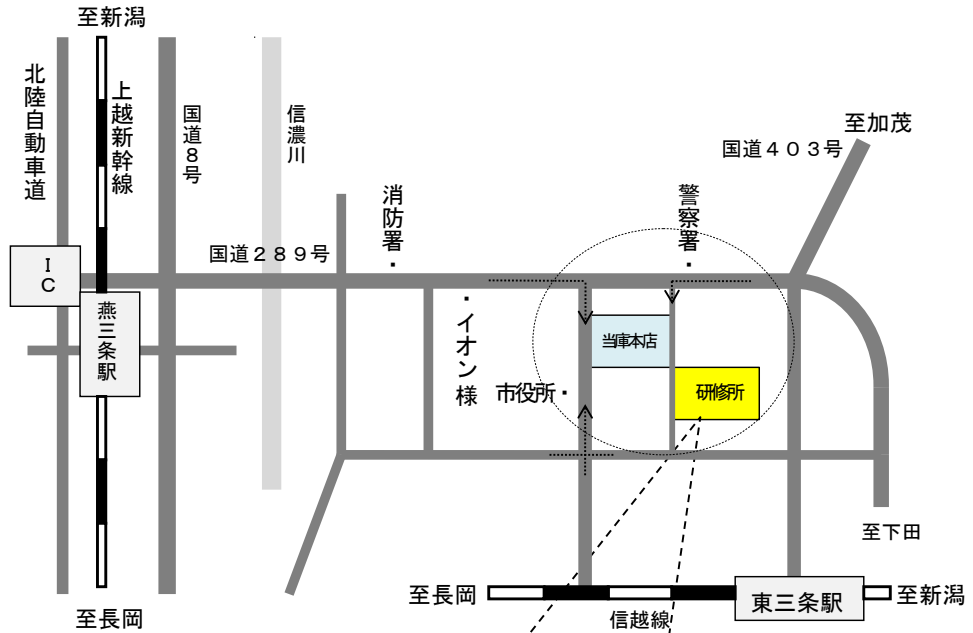 至新潟
北陸自動車道
上越新幹線
国道８号
信濃川
消防署・
警察署・
至加茂
国道４０３号
国道２８９号
ＩＣ
燕三条駅
・イオン様
当庫本店
市役所・
研修所
至下田
至長岡
至長岡
信越線
東三条駅
至新潟